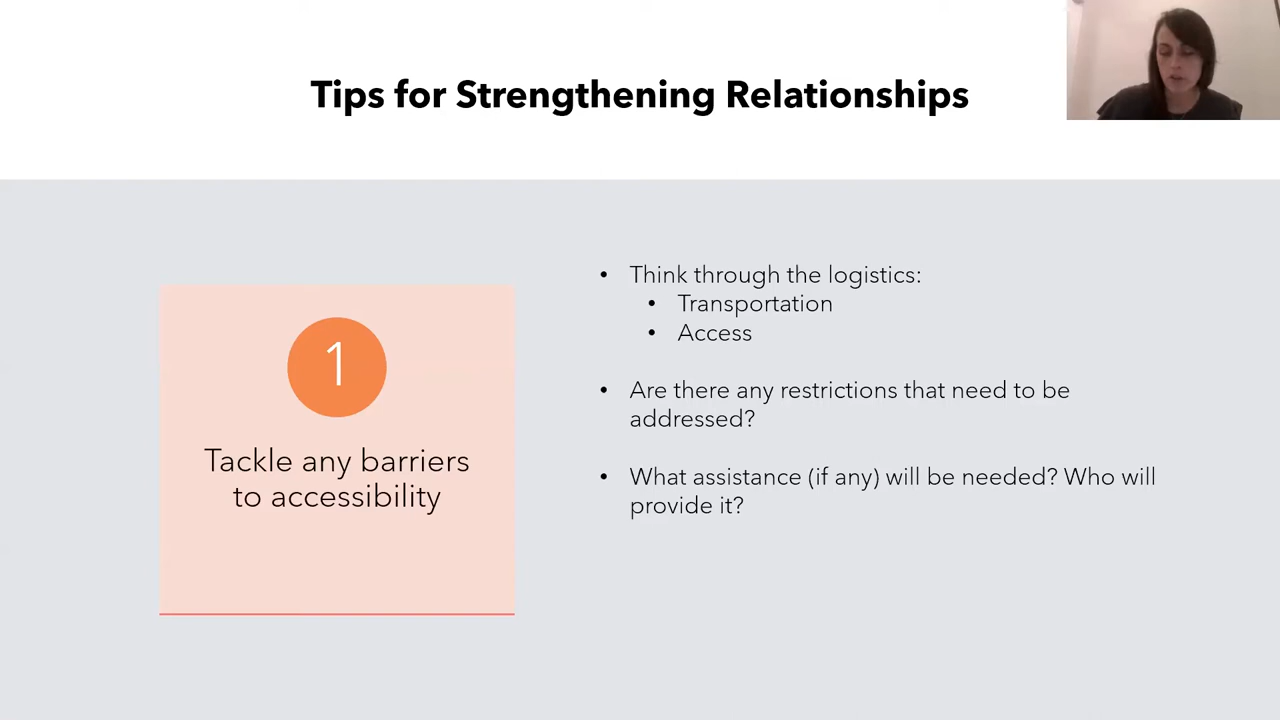 Tips for Strengthening Relationships
1
Tackle any barriers
to accessibility
• Think through the logistics:
• Transportation
• Access
• Are there any restrictions that need to be
addressed?
• What assistance (if any) will be needed? Who will
provide it?